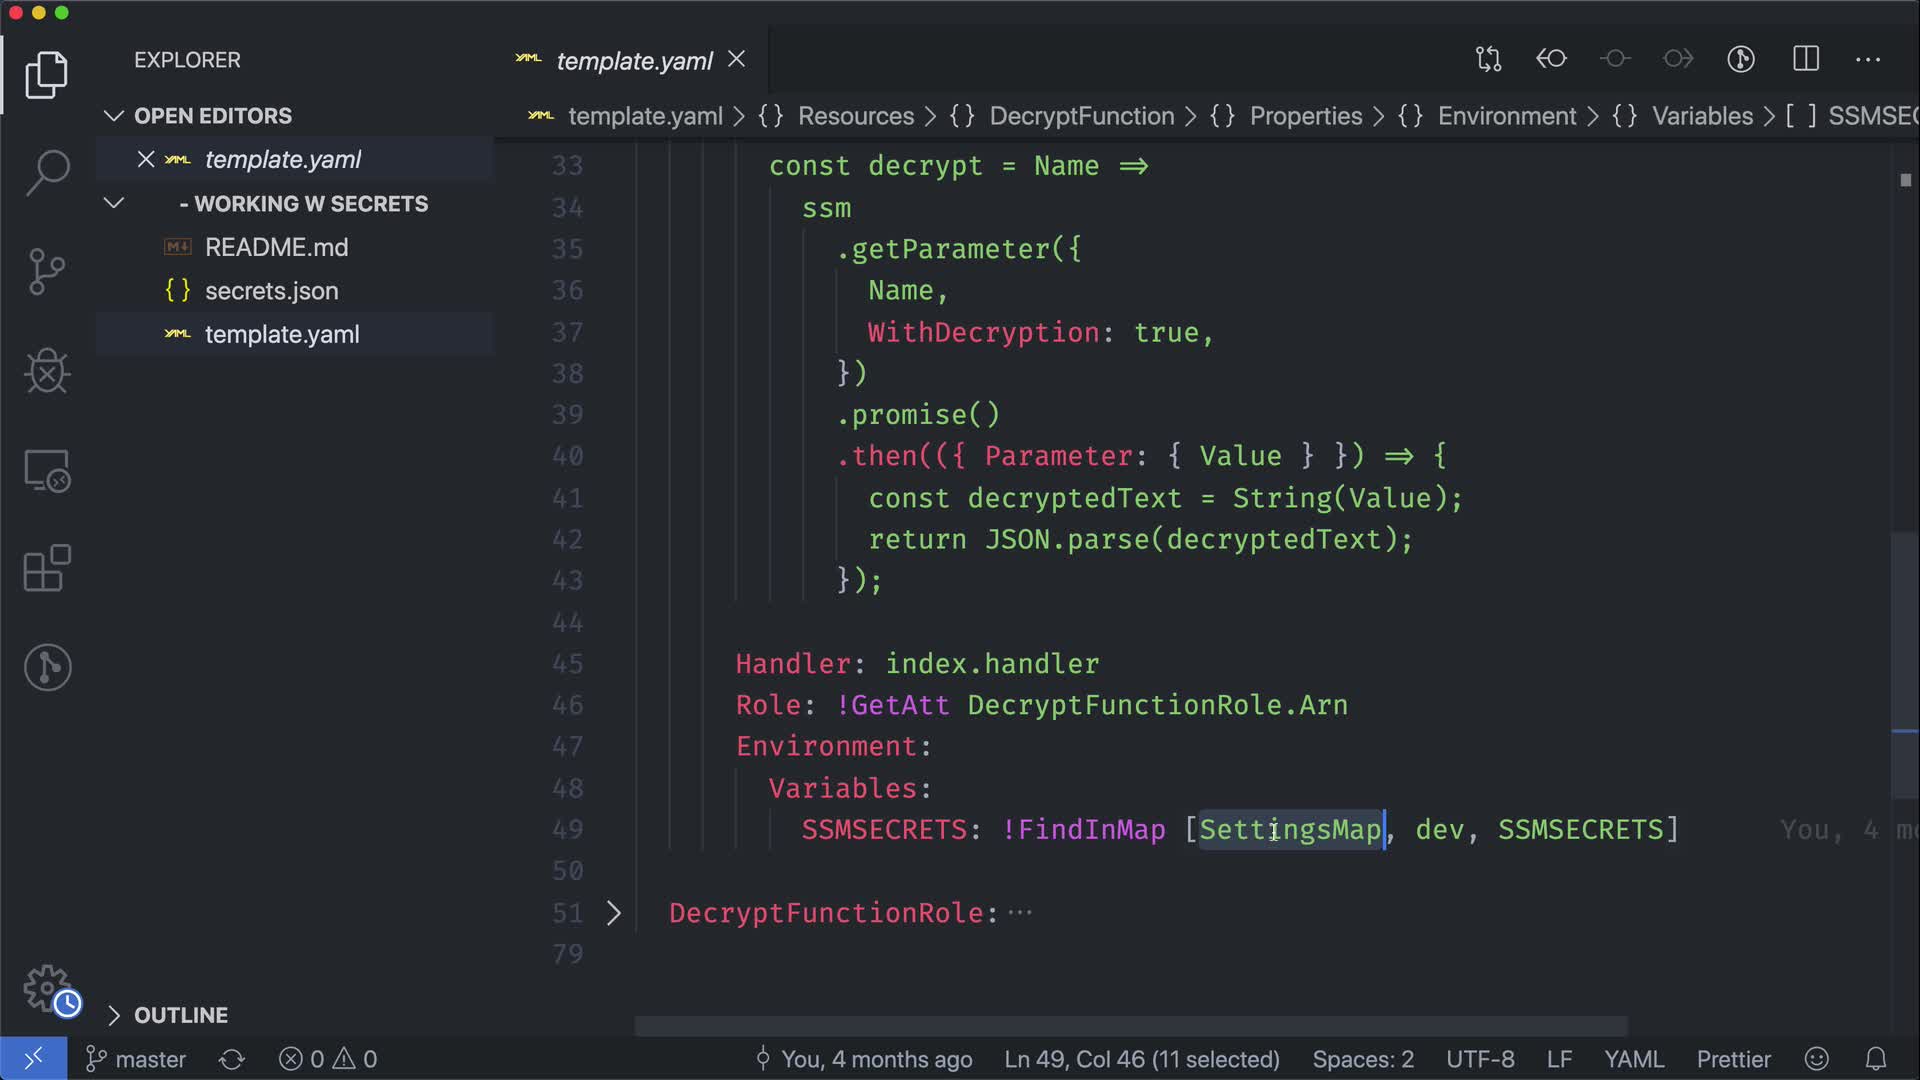 EXPLORER
OPEN EDITORS
template.yaml
- WORKING W SECRETS
README.md
{} secrets.json
template.yaml
OUTLINE
template.yaml
template.yaml > {} Resources > {} DecryptFunction > {} Properties > {} Environment > {} Variables > [ ] SSMSEC
33 const decrypt = Name =>
34 ssm
35 .getParameter({
36 Name,
37 WithDecryption: true,
38 })
39 .promise()
40 .then(({ Parameter: { Value } }) => {
41 const decryptedText = String(Value);
42 return JSON.parse(decryptedText);
43 });
44
45 Handler: index.handler
46 Role: !GetAtt DecryptFunctionRole.Arn
47 Environment:
48 Variables:
49 SSMSECRETS: !FindInMap [SettingsMap, dev, SSMSECRETS] You, 4 mo
50
51 DecryptFunctionRole:···
79
master 0 0 You, 4 months ago Ln 49, Col 46 (11 selected) Spaces: 2 UTF-8 LF YAML Prettier